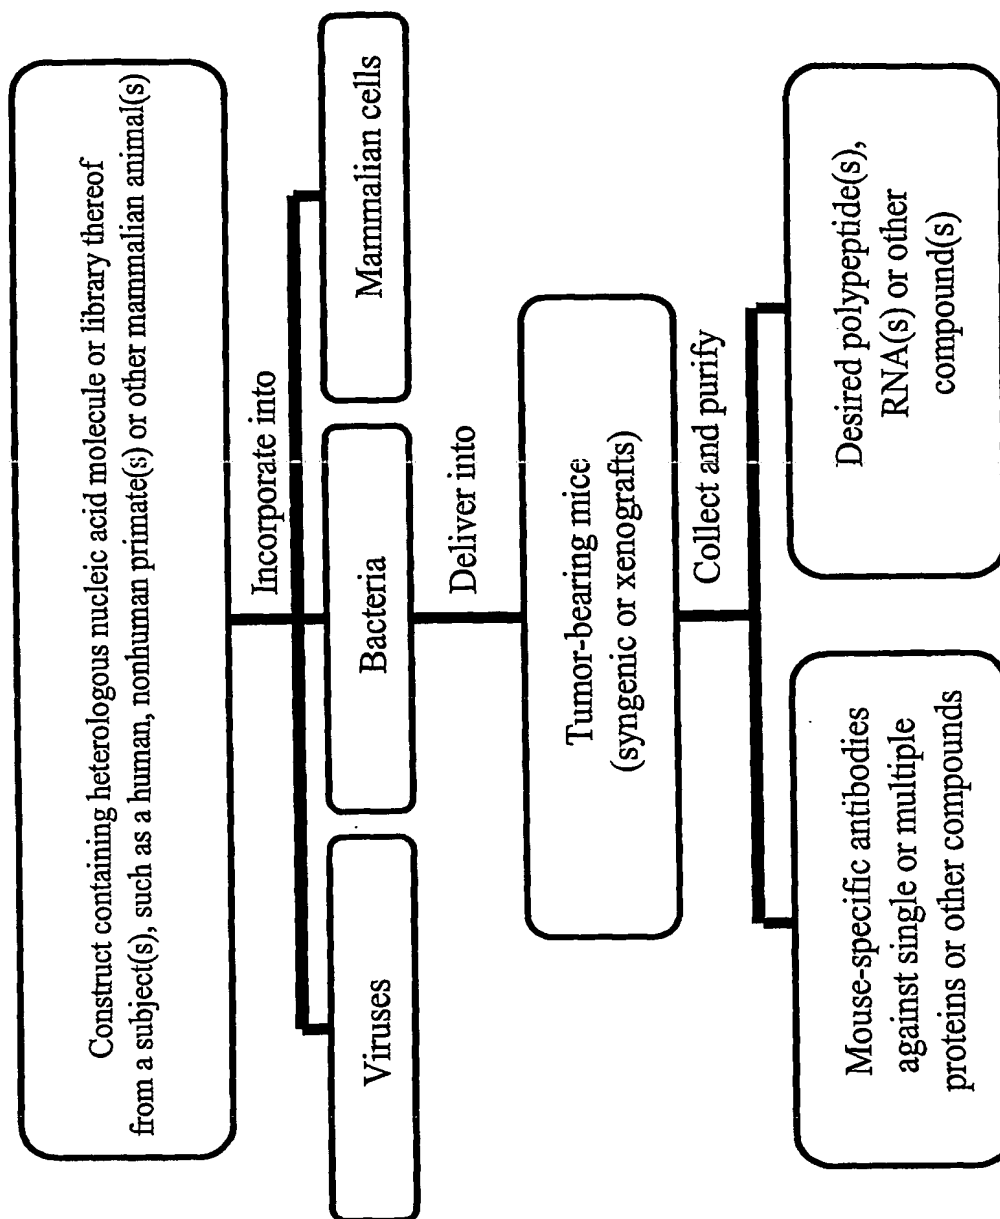 Construct containing heterologous nucleic acid molecule or library thereof
from a subject(s), such as a human, nonhuman primate(s) or other mammalian animal(s)
Incorporate into
Viruses
Bacteria
Mammalian cells
Deliver into
Tumor-bearing mice
(syngenic or xenografts)
Collect and purify
Mouse-specific antibodies
against single or multiple
proteins or other compounds
Desired polypeptide(s),
RNA(s) or other
compound(s)